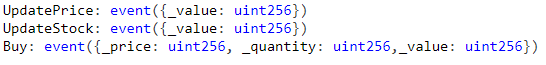 UpdatePrice: event({_value: uint256})
UpdateStock: event({_value: uint256})
Buy: event({_price: uint256, _quantity: uint256,_value: uint256})